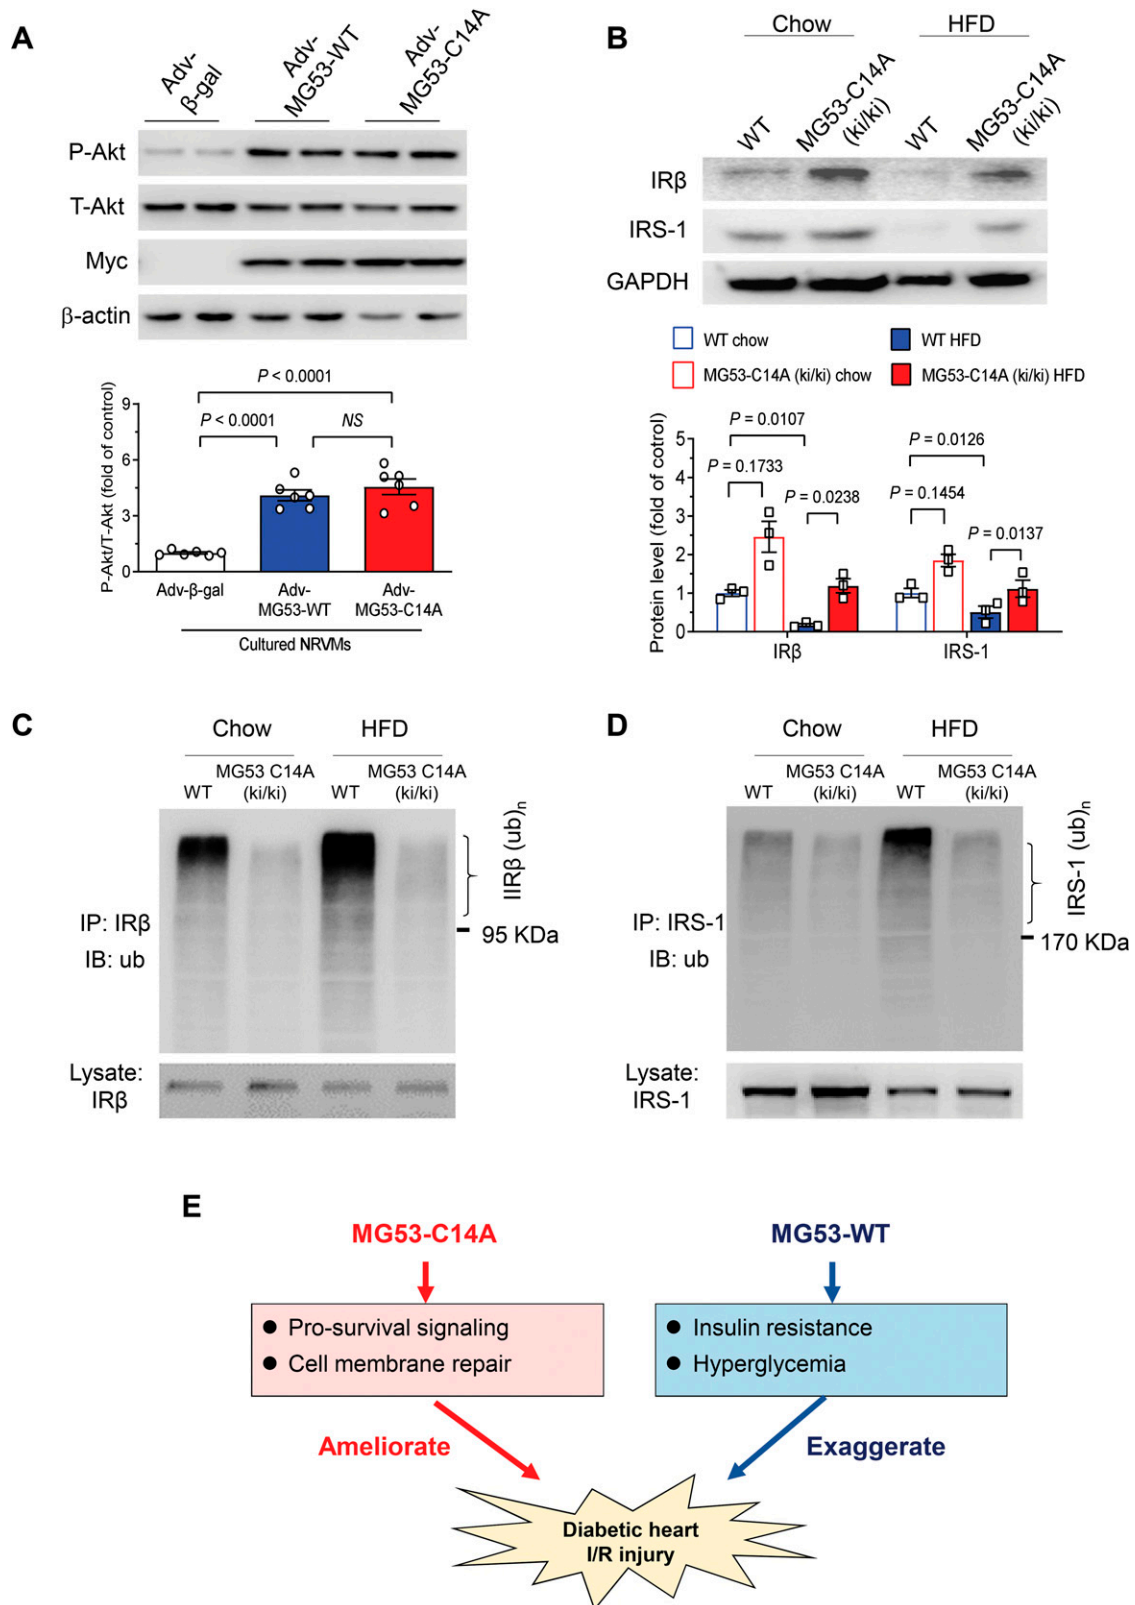 A
Adv-
β-gal
Adv-
MG53-WT
Adv-
MG53-C14A
P-Akt
T-Akt
Myc
β-actin
P-Akt/T-Akt (fold of control)
9
6
3
0
P < 0.0001
P < 0.0001
NS
Adv-β-gal
Adv-
MG53-WT
Adv-
MG53-C14A
Cultured NRVMs
B
Chow
HFD
WT
MG53-C14A
(ki/ki)
WT
MG53-C14A
(ki/ki)
IRβ
IRS-1
GAPDH
WT chow
WT HFD
MG53-C14A (ki/ki) chow
MG53-C14A (ki/ki) HFD
Protein level (fold of cotrol)
5
4
3
2
1
0
P = 0.0107
P = 0.1733
P = 0.0238
P = 0.0126
P = 0.1454
P = 0.0137
IRβ
IRS-1
C
Chow
HFD
WT
MG53 C14A
(ki/ki)
WT
MG53 C14A
(ki/ki)
IP: IRβ
IB: ub
IIRβ (ub)n
95 KDa
Lysate:
IRβ
D
Chow
HFD
WT
MG53 C14A
(ki/ki)
WT
MG53 C14A
(ki/ki)
IP: IRS-1
IB: ub
IRS-1 (ub)n
170 KDa
Lysate:
IRS-1
E
MG53-C14A
MG53-WT
● Pro-survival signaling
● Cell membrane repair
● Insulin resistance
● Hyperglycemia
Ameliorate
Exaggerate
Diabetic heart
I/R injury